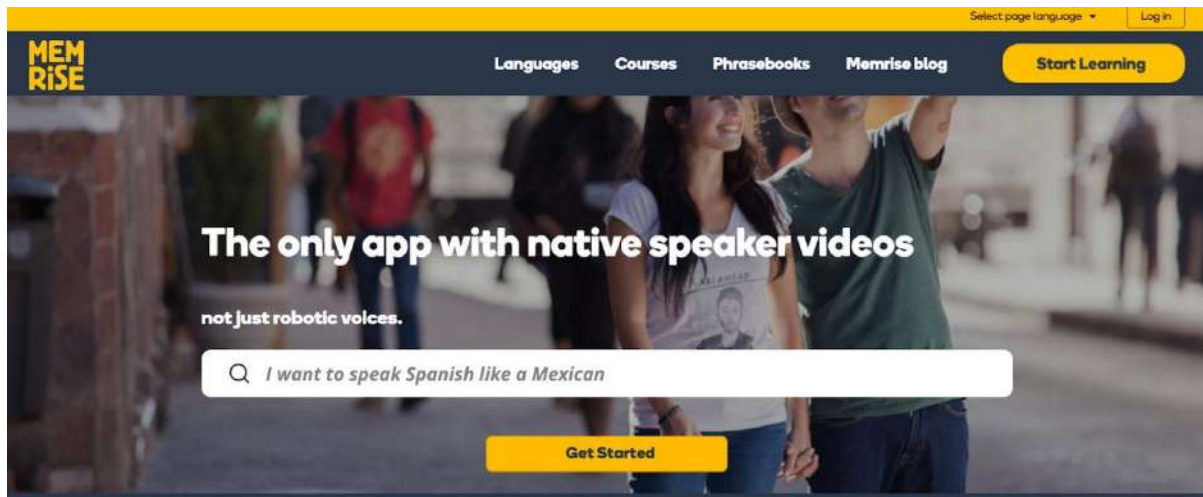 Select page language
Log in
MEM
RiSE
Languages Courses Phrasebooks Memrise blog
Start Learning
The only app with native speaker videos
not just robotic voices.
I want to speak Spanish like a Mexican
Get Started